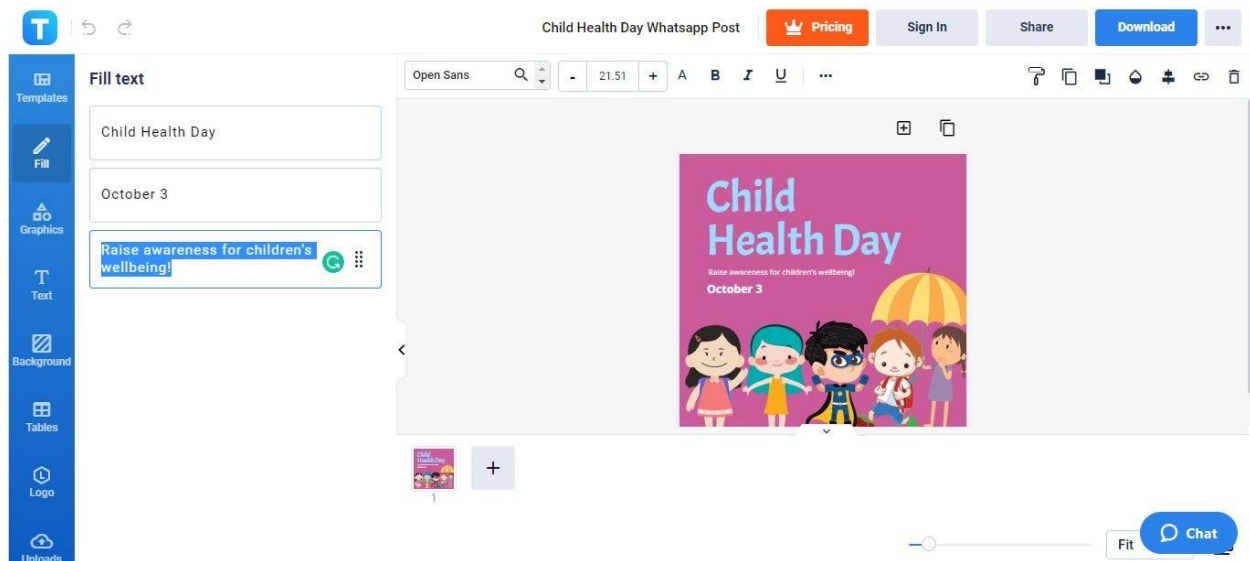 T
Child Health Day Whatsapp Post
Pricing
Sign In
Share
Download
Templates
Fill
Graphics
Text
Background
Tables
Logo
Uploads
Fill text
Child Health Day
October 3
Raise awareness for children's
wellbeing!
Open Sans
- 21.51 + A B I U
Child
Health Day
Raise awareness for children's wellbeing!
October 3
Child
Health Day
1
Fit
Chat